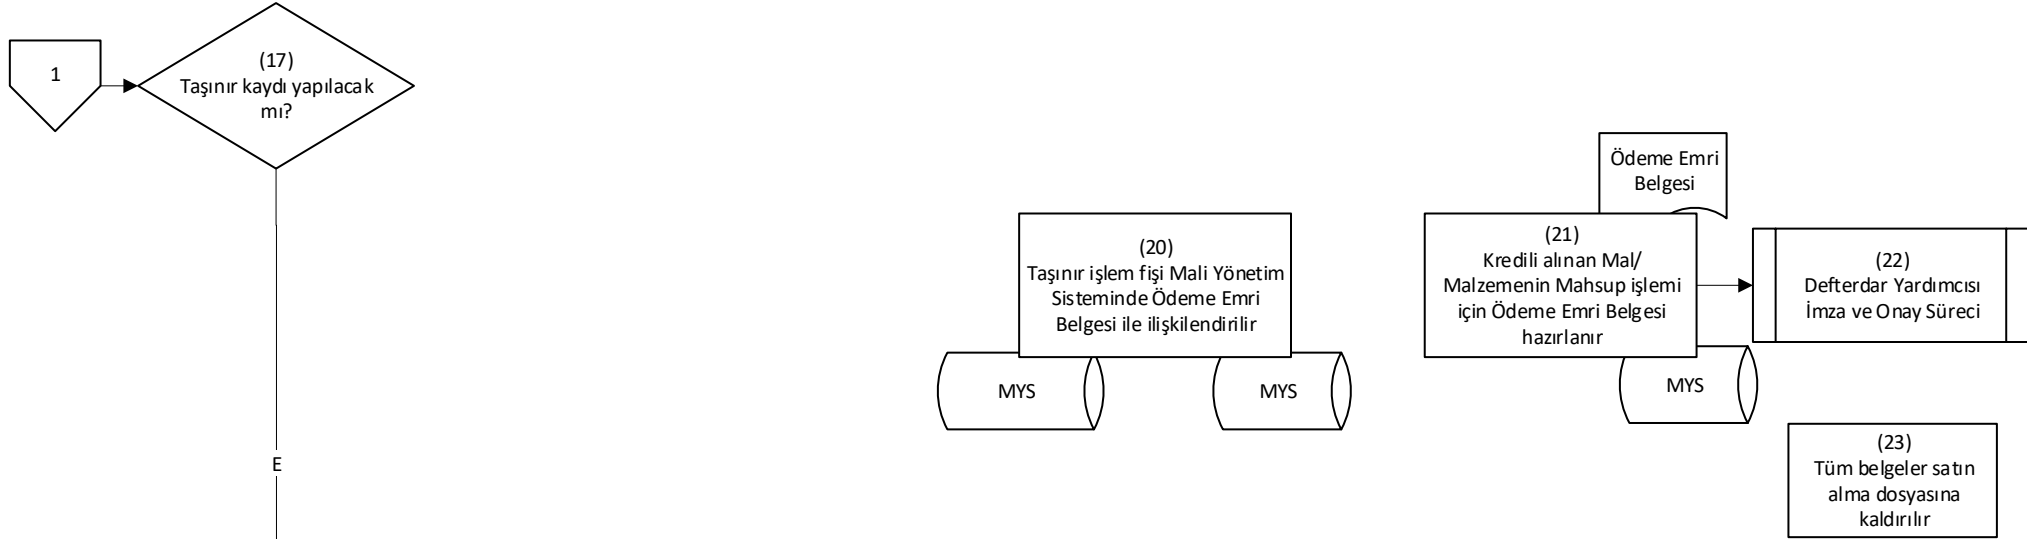 1
(17)
Taşınır kaydı yapılacak
mı?
E
(20)
Taşınır işlem fişi Mali Yönetim
Sisteminde Ödeme Emri
Belgesi ile ilişkilendirilir
MYS
MYS
Ödeme Emri
Belgesi
(21)
Kredili alınan Mal/
Malzemenin Mahsup işlemi
için Ödeme Emri Belgesi
hazırlanır
MYS
(22)
Defterdar Yardımcısı
İmza ve Onay Süreci
(23)
Tüm belgeler satın
alma dosyasına
kaldırılır